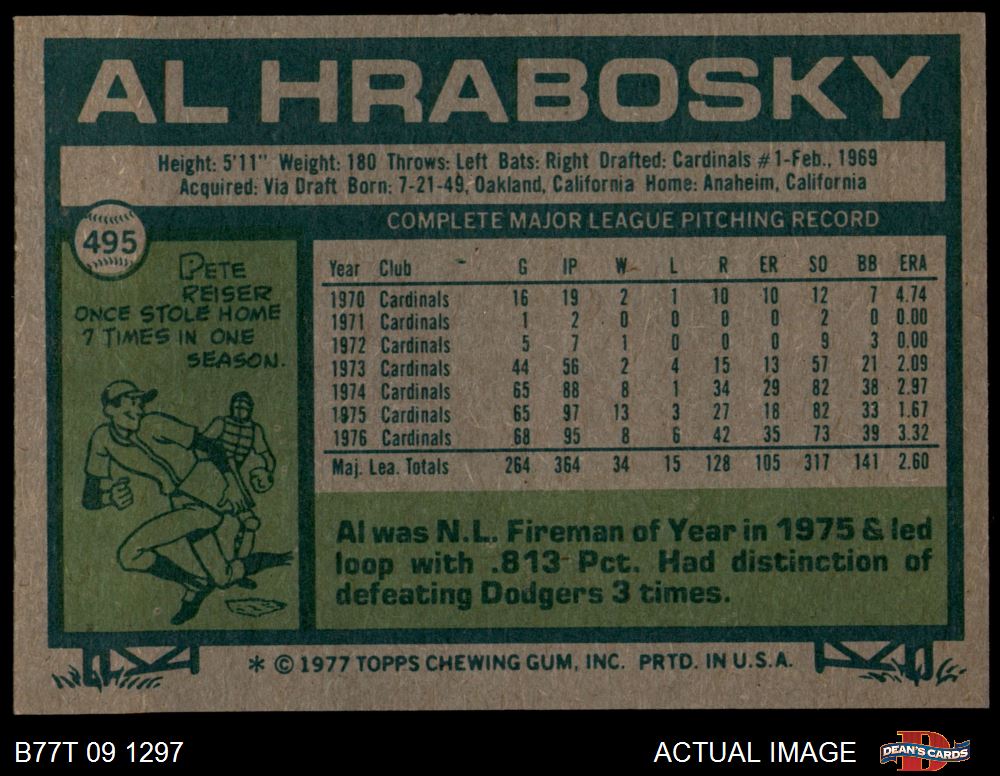 AL HRABOSKY
Height: 5'11" Weight: 180 Throws: Left Bats: Right Drafted: Cardinals #1-Feb., 1969
Acquired: Via Draft Born: 7-21-49, Oakland, California Home: Anaheim, California
495
COMPLETE MAJOR LEAGUE PITCHING RECORD
PETE
REISER
ONCE STOLE HOME
7 TIMES IN ONE
SEASON.
Year Club G IP W L R ER SO BB ERA
1970 Cardinals 16 19 2 1 10 10 12 7 4.74
1971 Cardinals 1 2 0 0 0 0 2 0 0.00
1972 Cardinals 5 7 1 0 0 0 9 3 0.00
1973 Cardinals 44 56 2 4 15 13 57 21 2.09
1974 Cardinals 65 88 8 1 34 29 82 38 2.97
1975 Cardinals 65 97 13 3 27 18 82 33 1.67
1976 Cardinals 68 95 8 6 42 35 73 39 3.32
Maj. Lea. Totals 264 364 34 15 128 105 317 141 2.60
Al was N.L. Fireman of Year in 1975 & led
loop with .813 Pct. Had distinction of
defeating Dodgers 3 times.
* © 1977 TOPPS CHEWING GUM, INC. PRTD. IN U.S.A.
B77T 09 1297
ACTUAL IMAGE
D
DEAN'S CARDS